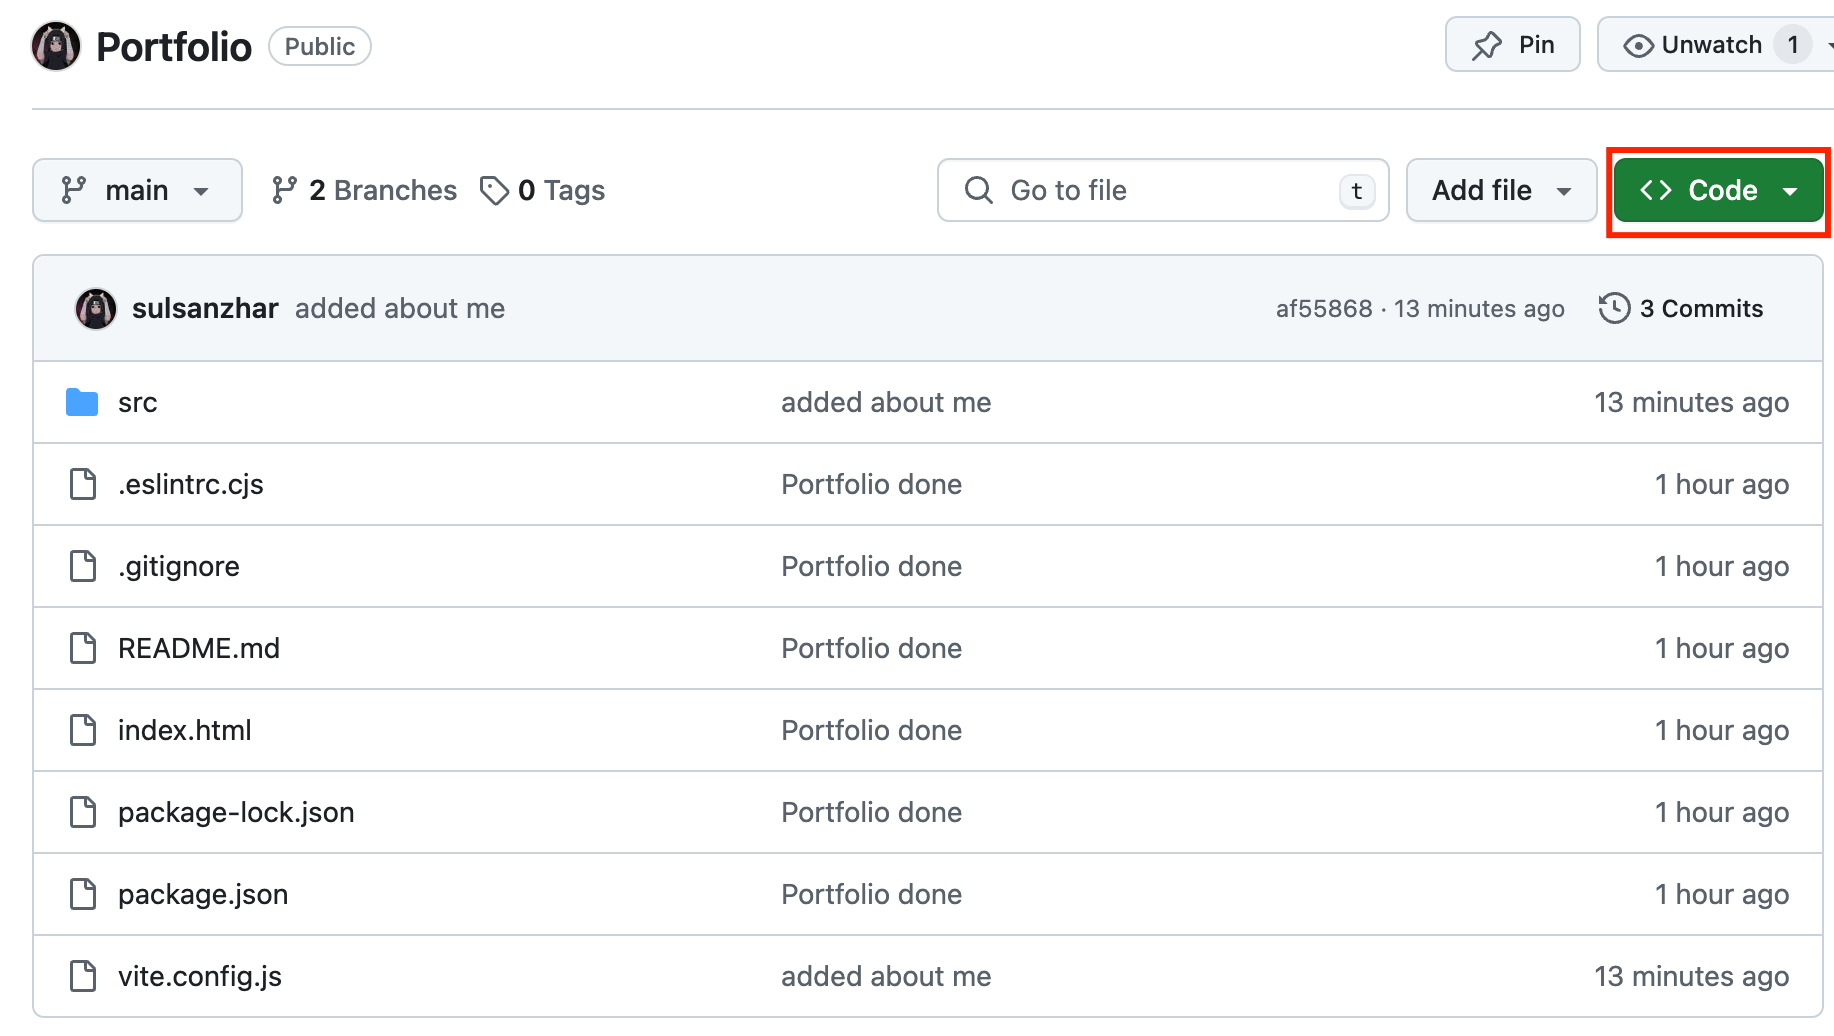 Portfolio Public Pin Unwatch 1
main 2 Branches 0 Tags Go to file t Add file <> Code
sulsanzhar added about me af55868 · 13 minutes ago 3 Commits
src added about me 13 minutes ago
.eslintrc.cjs Portfolio done 1 hour ago
.gitignore Portfolio done 1 hour ago
README.md Portfolio done 1 hour ago
index.html Portfolio done 1 hour ago
package-lock.json Portfolio done 1 hour ago
package.json Portfolio done 1 hour ago
vite.config.js added about me 13 minutes ago